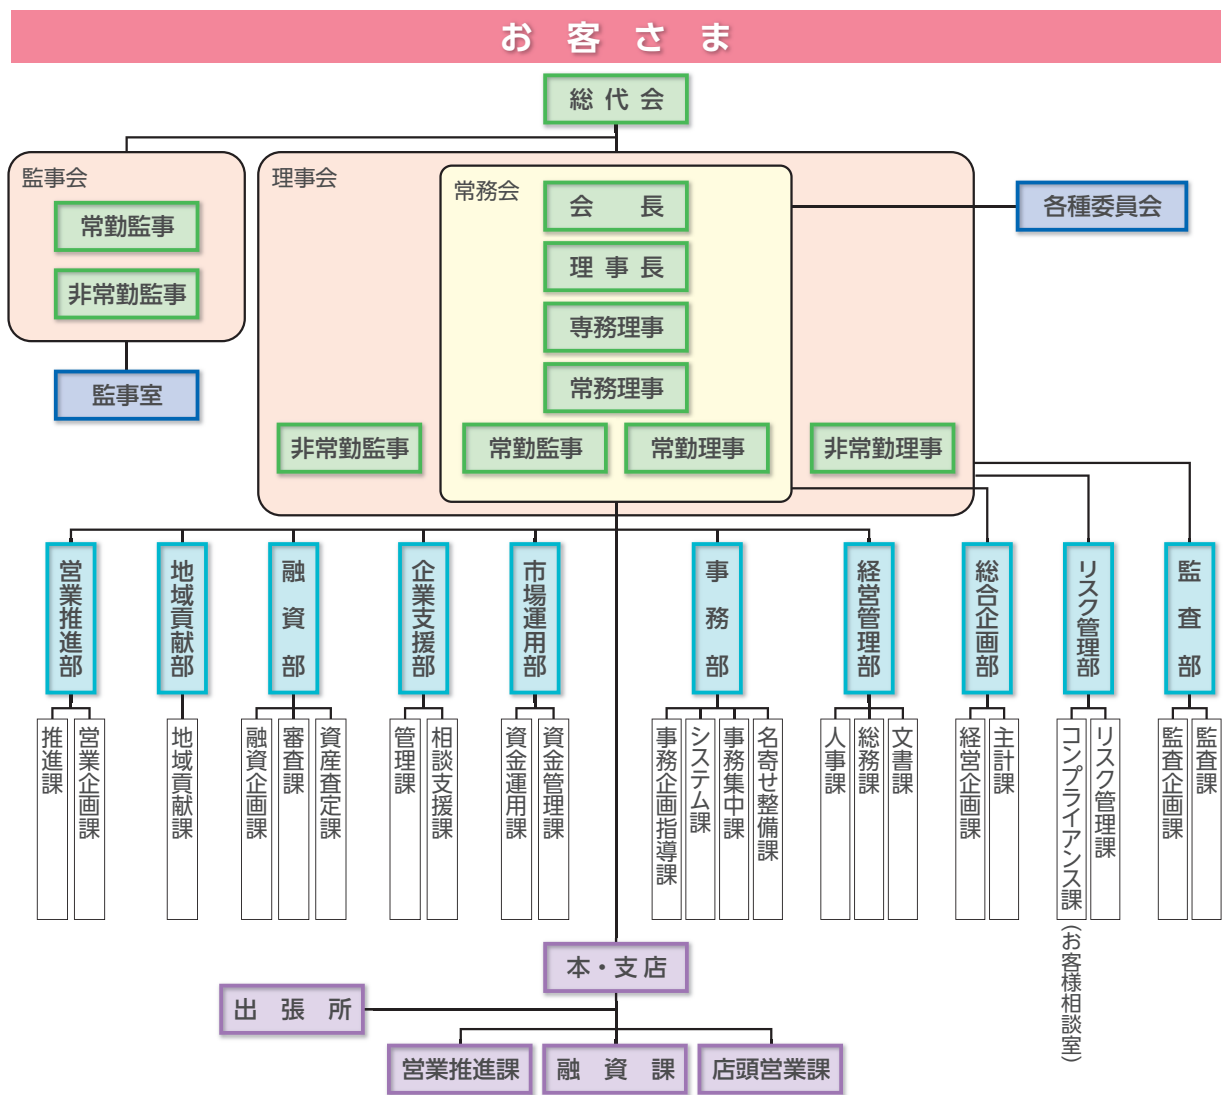 お客さま
総代会
監事会
常勤監事
非常勤監事
監事室
理事会
常務会
会長
理事長
専務理事
常務理事
非常勤監事
常勤監事
常勤理事
非常勤理事
各種委員会
営業推進部
地域貢献部
融資部
企業支援部
市場運用部
事務部
経営管理部
総合企画部
リスク管理部
監査部
推進課
営業企画課
地域貢献課
融資企画課
審査課
資産査定課
管理課
相談支援課
資金運用課
資金管理課
事務企画指導課
システム課
事務集中課
名寄せ整備課
人事課
総務課
文書課
経営企画課
主計課
コンプライアンス課(お客様相談室)
リスク管理課
監査企画課
監査課
本・支店
出張所
営業推進課
融資課
店頭営業課